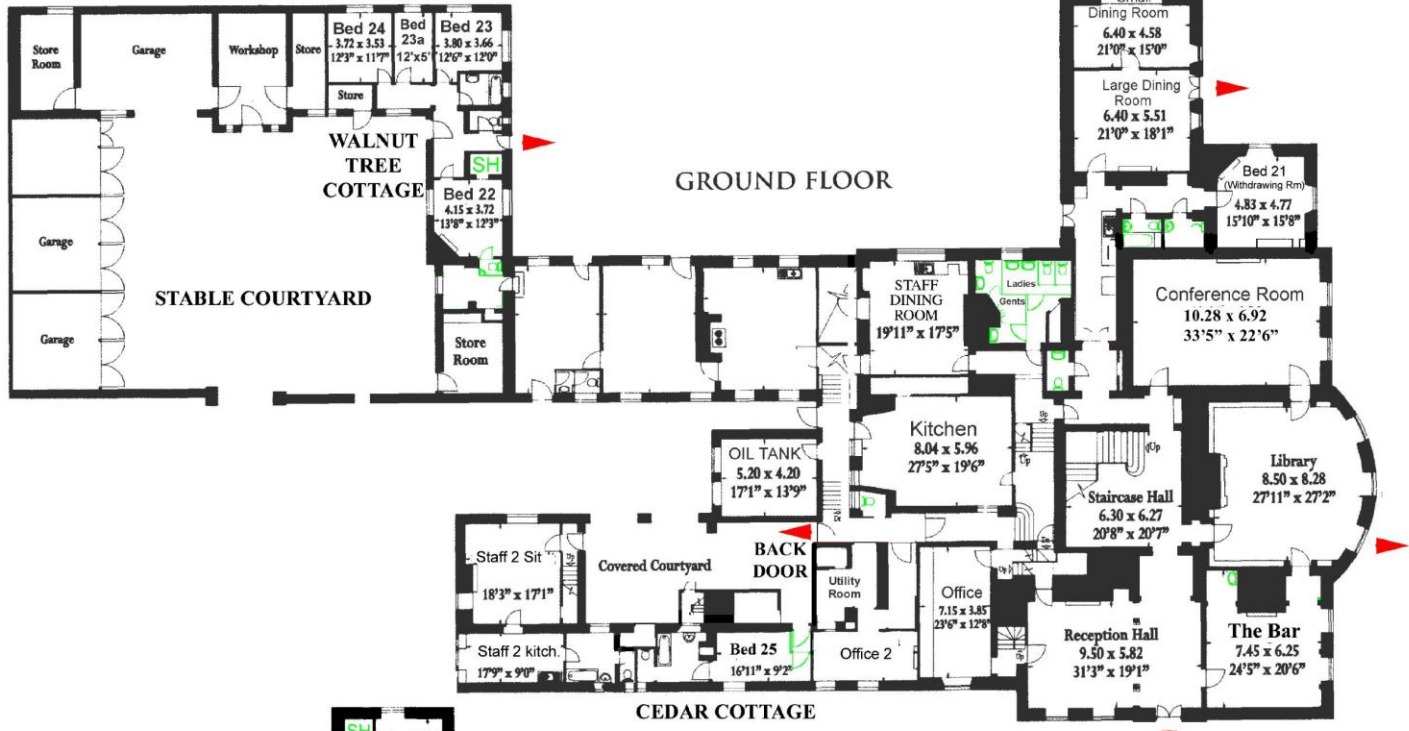 Store
Room
Garage
Workshop
Store
Bed 24
3.72 x 3.53
12'3" x 11'7"
Bed
23a
12'x5'
Bed 23
3.80 x 3.66
12'6" x 12'0"
Store
WALNUT
TREE
COTTAGE
SH
Bed 22
4.15 x 3.72
13'8" x 12'3"
Garage
Garage
STABLE COURTYARD
Store
Room
GROUND FLOOR
Small
Dining Room
6.40 x 4.58
21'0" x 15'0"
Large Dining
Room
6.40 x 5.51
21'0" x 18'1"
Bed 21
(Withdrawing Rm)
4.83 x 4.77
15'10" x 15'8"
STAFF
DINING
ROOM
19'11" x 17'5"
Ladies
Gents
Conference Room
10.28 x 6.92
33'5" x 22'6"
Kitchen
8.04 x 5.96
27'5" x 19'6"
Up
Up
Up
OIL TANK
5.20 x 4.20
17'1" x 13'9"
Staircase Hall
6.30 x 6.27
20'8" x 20'7"
Library
8.50 x 8.28
27'11" x 27'2"
Staff 2 Sit
18'3" x 17'1"
Up
Covered Courtyard
BACK
DOOR
Utility
Room
Office
7.15 x 3.85
23'6" x 12'8"
Up
Up
Reception Hall
9.50 x 5.82
31'3" x 19'1"
The Bar
7.45 x 6.25
24'5" x 20'6"
Staff 2 kitch.
17'9" x 9'0"
Bed 25
16'11" x 9'2"
Office 2
CEDAR COTTAGE
SH